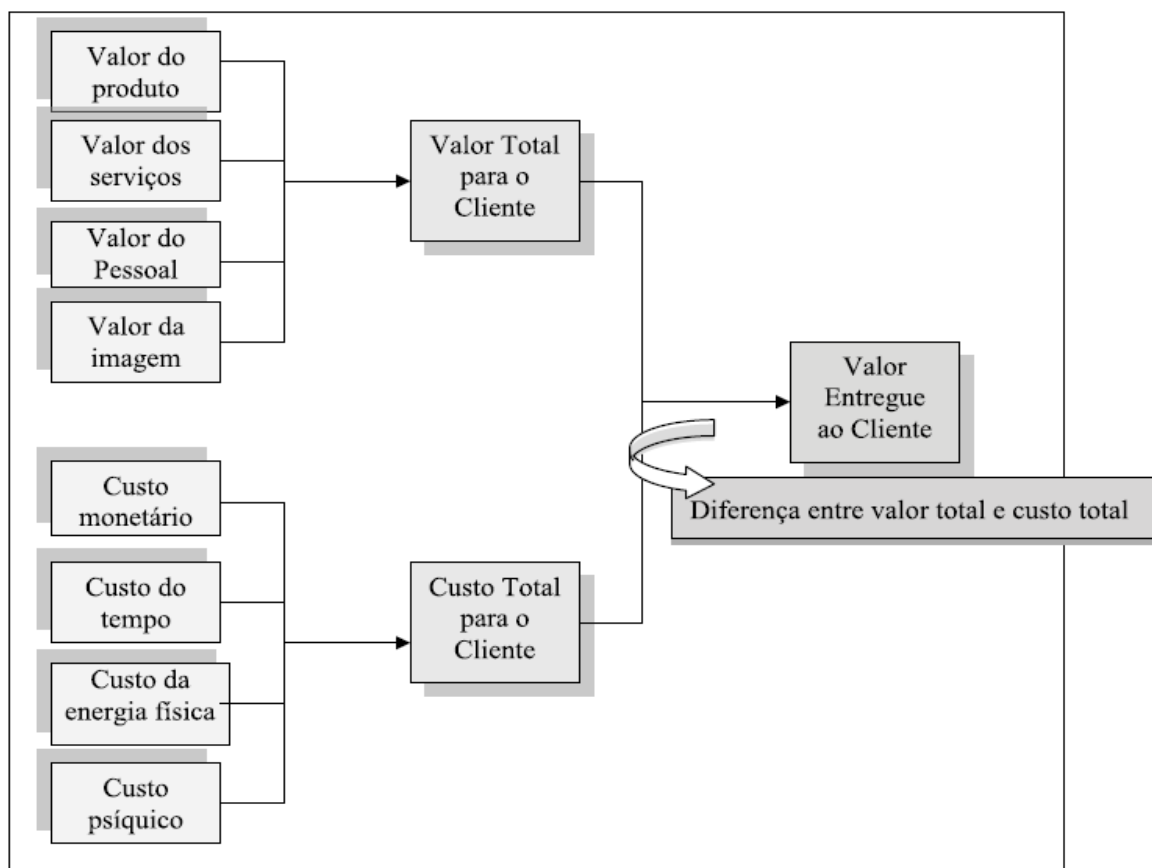 Valor do
produto
Valor dos
serviços
Valor do
Pessoal
Valor da
imagem
Valor Total
para o
Cliente
Valor
Entregue
ao Cliente
Diferença entre valor total e custo total
Custo
monetário
Custo do
tempo
Custo da
energia física
Custo
psíquico
Custo Total
para o
Cliente